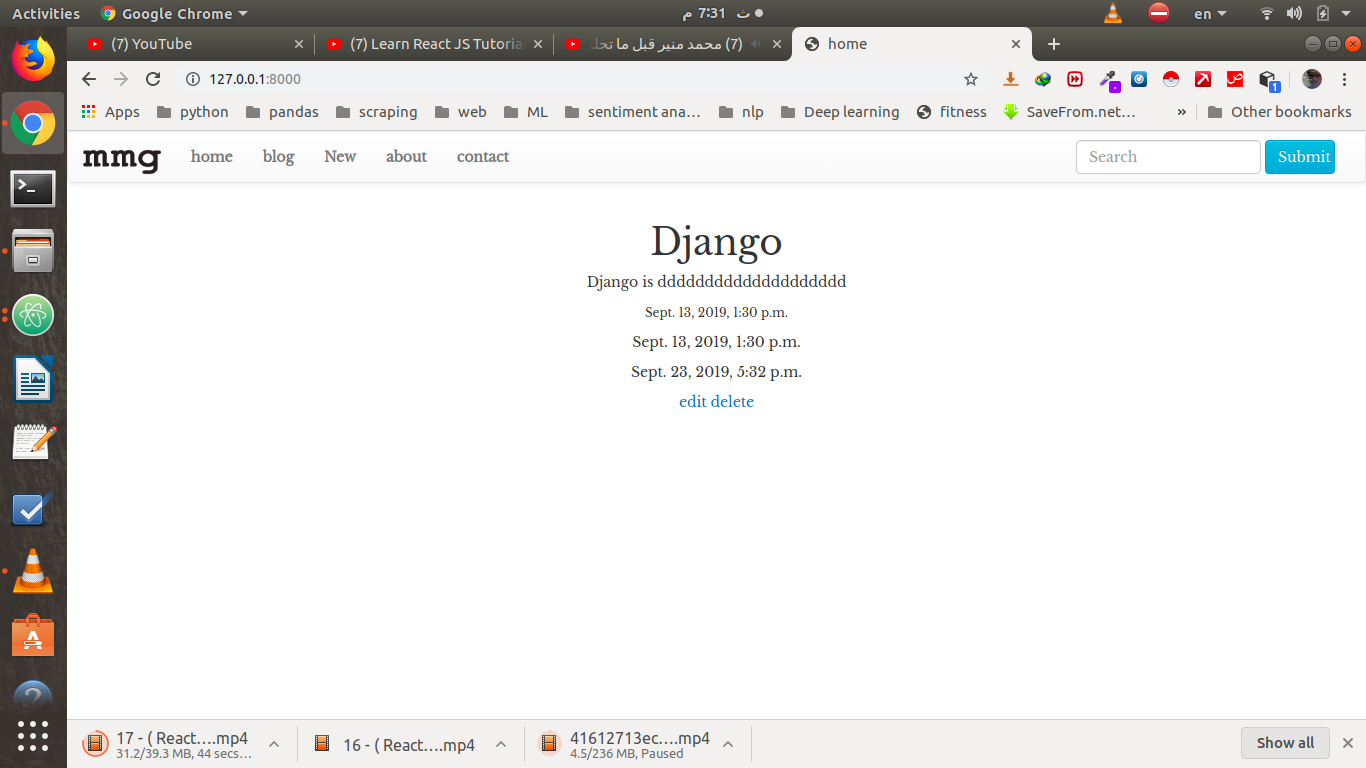 Activities
Google Chrome
ث 7:31 م
en
(7) YouTube
(7) Learn React JS Tutoria
(7) محمد منير قبل ما تحل
home
127.0.0.1:8000
Apps
python
pandas
scraping
web
ML
sentiment ana...
nlp
Deep learning
fitness
SaveFrom.net...
»
Other bookmarks
mmg
home
blog
New
about
contact
Search
Submit
Django
Django is dddddddddddddddddddd
Sept. 13, 2019, 1:30 p.m.
Sept. 13, 2019, 1:30 p.m.
Sept. 23, 2019, 5:32 p.m.
edit delete
17 - ( React....mp4
31.2/39.3 MB, 44 secs...
16 - ( React....mp4
41612713ec....mp4
4.5/236 MB, Paused
Show all